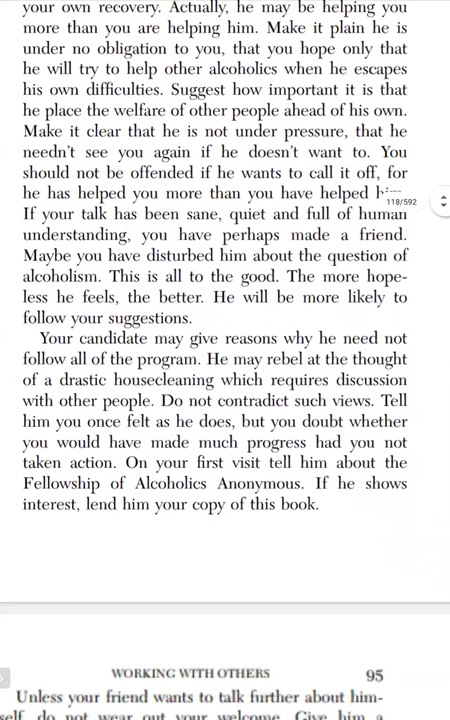 your own recovery. Actually, he may be helping you
more than you are helping him. Make it plain he is
under no obligation to you, that you hope only that
he will try to help other alcoholics when he escapes
his own difficulties. Suggest how important it is that
he place the welfare of other people ahead of his own.
Make it clear that he is not under pressure, that he
needn't see you again if he doesn't want to. You
should not be offended if he wants to call it off, for
he has helped you more than you have helped
118/592
If your talk has been sane, quiet and full of human
understanding, you have perhaps made a friend.
Maybe you have disturbed him about the question of
alcoholism. This is all to the good. The more hope-
less he feels, the better. He will be more likely to
follow your suggestions.
Your candidate may give reasons why he need not
follow all of the program. He may rebel at the thought
of a drastic housecleaning which requires discussion
with other people. Do not contradict such views. Tell
him you once felt as he does, but you doubt whether
you would have made much progress had you not
taken action. On your first visit tell him about the
Fellowship of Alcoholics Anonymous. If he shows
interest, lend him your copy of this book.
WORKING WITH OTHERS 95
Unless your friend wants to talk further about him-
self, do not wear out your welcome. Give him a